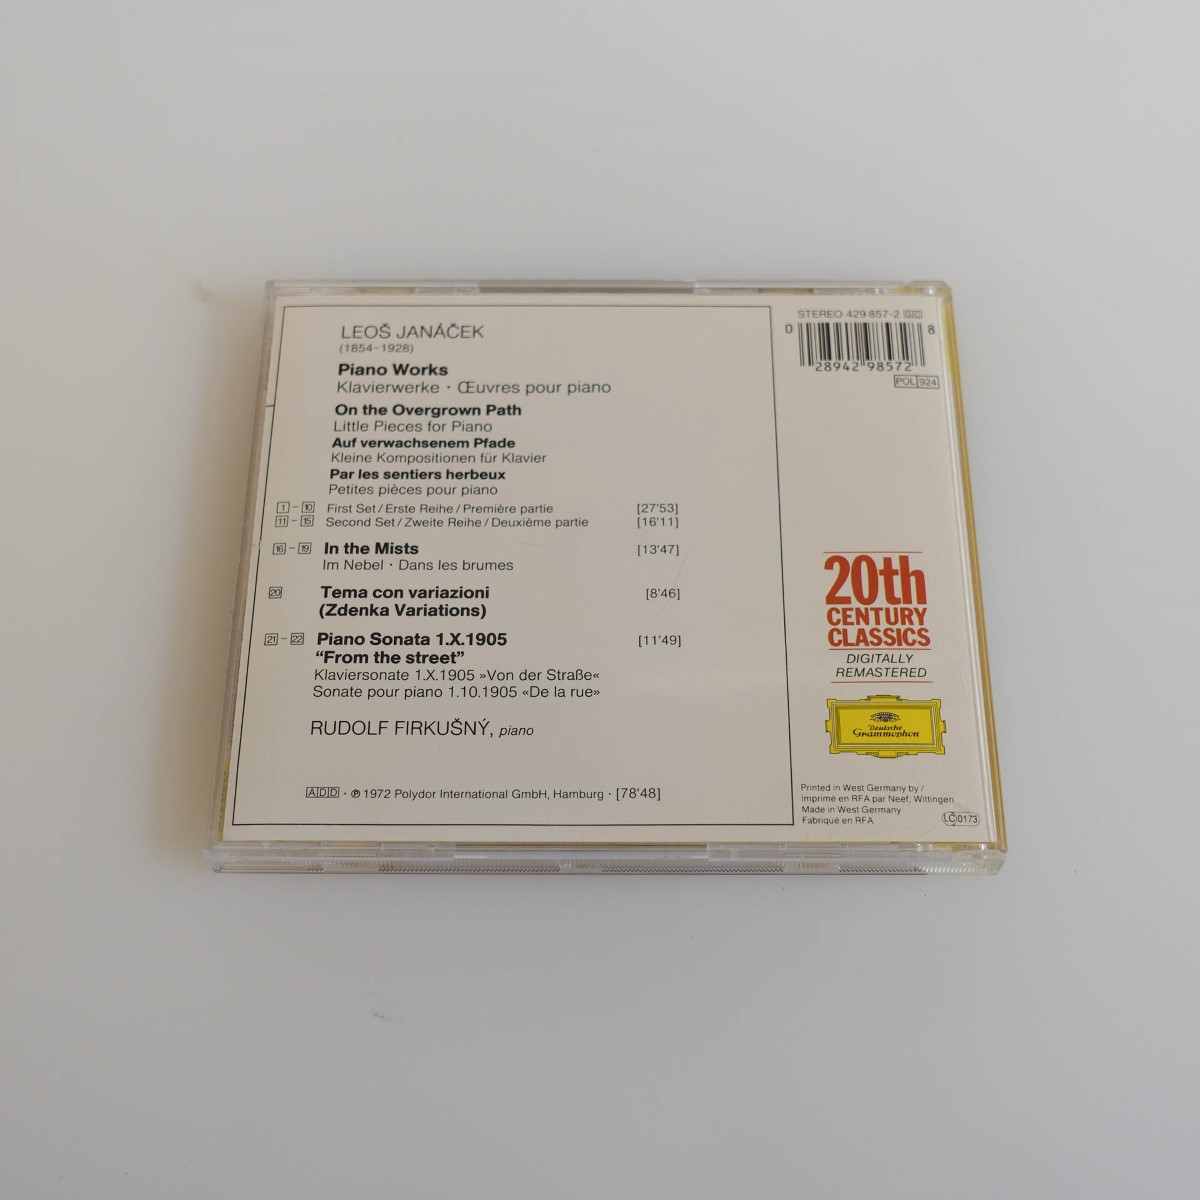 LEOŠ JANÁČEK
(1854-1928)
Piano Works
Klavierwerke · Œuvres pour piano
On the Overgrown Path
Little Pieces for Piano
Auf verwachsenem Pfade
Kleine Kompositionen für Klavier
Par les sentiers herbeux
Petites pièces pour piano
1 - 10 First Set / Erste Reihe / Première partie [27'53]
11 - 15 Second Set / Zweite Reihe / Deuxième partie [16'11]
16 - 19 In the Mists [13'47]
Im Nebel · Dans les brumes
20 Tema con variazioni [8'46]
(Zdenka Variations)
21 - 22 Piano Sonata 1.X.1905 [11'49]
“From the street”
Klaviersonate 1.X.1905 »Von der Straße«
Sonate pour piano 1.10.1905 «De la rue»
RUDOLF FIRKUŠNÝ, piano
ADD · ℗ 1972 Polydor International GmbH, Hamburg · [78'48]
STEREO 429 857-2 GC
0 28942 98572 8
POL 924
20th
CENTURY
CLASSICS
DIGITALLY
REMASTERED
Deutsche
Grammophon
Printed in West Germany by /
imprimé en RFA par Neef, Wittingen
Made in West Germany
Fabriqué en RFA
LC 0173